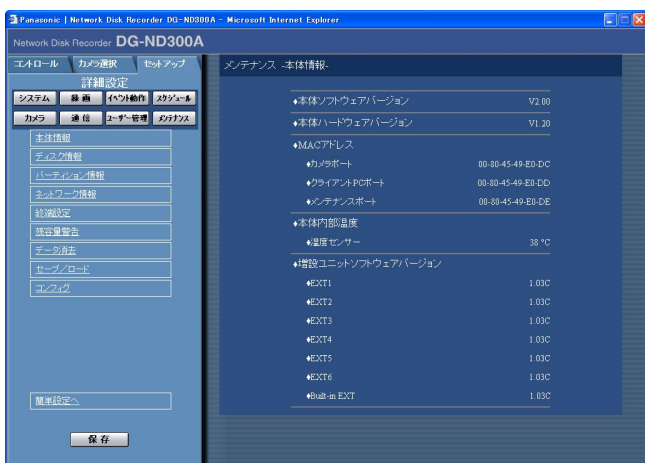 Panasonic | Network Disk Recorder DG-ND300A - Microsoft Internet Explorer
Network Disk Recorder DG-ND300A
コントロール カメラ選択 セットアップ
詳細設定
システム 録画 イベント動作 スケジュール
カメラ 通信 ユーザー管理 メンテナンス
主体情報
ディスク情報
パーティション情報
ネットワーク情報
終端設定
残容量警告
データ消去
セーブ/ロード
コンフィグ
簡単設定へ
保存
メンテナンス -本体情報-
♦本体ソフトウェアバージョン V2.00
♦本体ハードウェアバージョン V1.20
♦MACアドレス
♦カメラポート 00-80-45-49-E0-DC
♦クライアントPCポート 00-80-45-49-E0-DD
♦メンテナンスポート 00-80-45-49-E0-DE
♦本体内部温度
♦温度センサー 38 °C
♦増設ユニットソフトウェアバージョン
♦EXT1 1.03C
♦EXT2 1.03C
♦EXT3 1.03C
♦EXT4 1.03C
♦EXT5 1.03C
♦EXT6 1.03C
♦Built-in EXT 1.03C